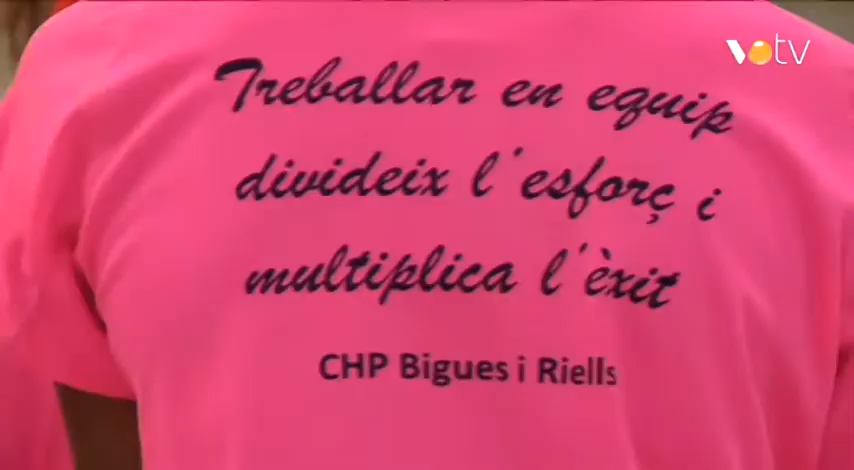 votv
Treballar en equip
divideix l'esforç i
multiplica l'èxit
CHP Bigues i Riells